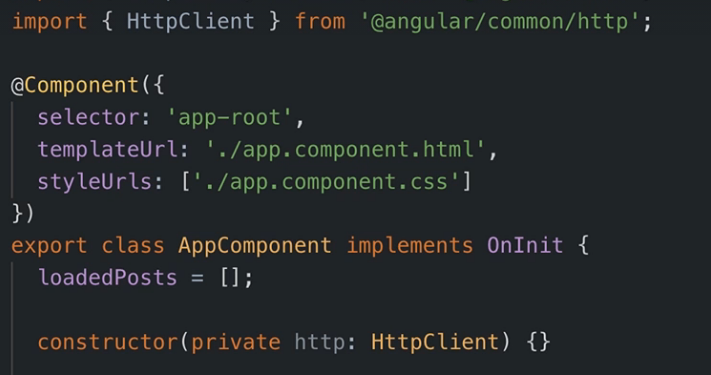 import { HttpClient } from '@angular/common/http';
@Component({
selector: 'app-root',
templateUrl: './app.component.html',
styleUrls: ['./app.component.css']
})
export class AppComponent implements OnInit {
loadedPosts = [];
constructor(private http: HttpClient) {}